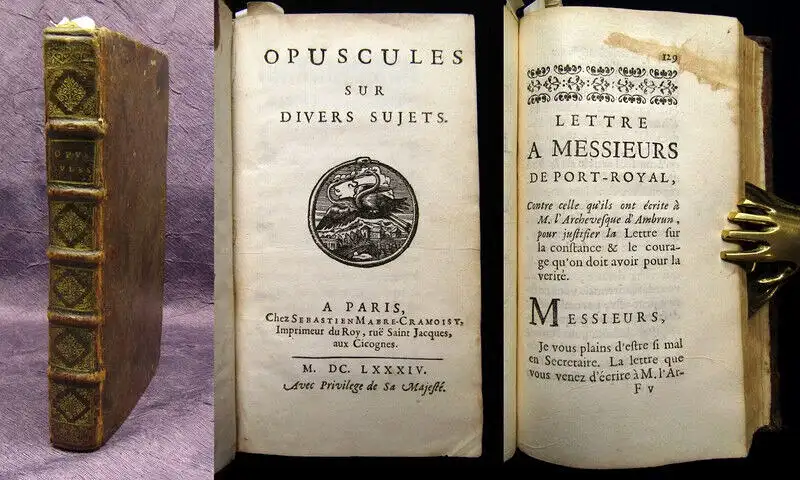 OPUS
CULES
OPUSCULES
SUR
DIVERS SUJETS.
A PARIS,
Chez SEBASTIEN MABRE-CRAMOISY,
Imprimeur du Roy, ruë Saint Jacques,
aux Cicognes.
M. DC. LXXXIV.
Avec Privilege de Sa Majesté.
129
LETTRE
A MESSIEURS
DE PORT-ROYAL,
Contre celle qu'ils ont écrite à
M. l'Archevesque d'Ambrun,
pour justifier la Lettre sur
la constance & le coura-
ge qu'on doit avoir pour la
verité.
MESSIEURS,
Je vous plains d'estre si mal
en Secretaire. La lettre que
vous venez d'écrire à M. l'Ar-
F v